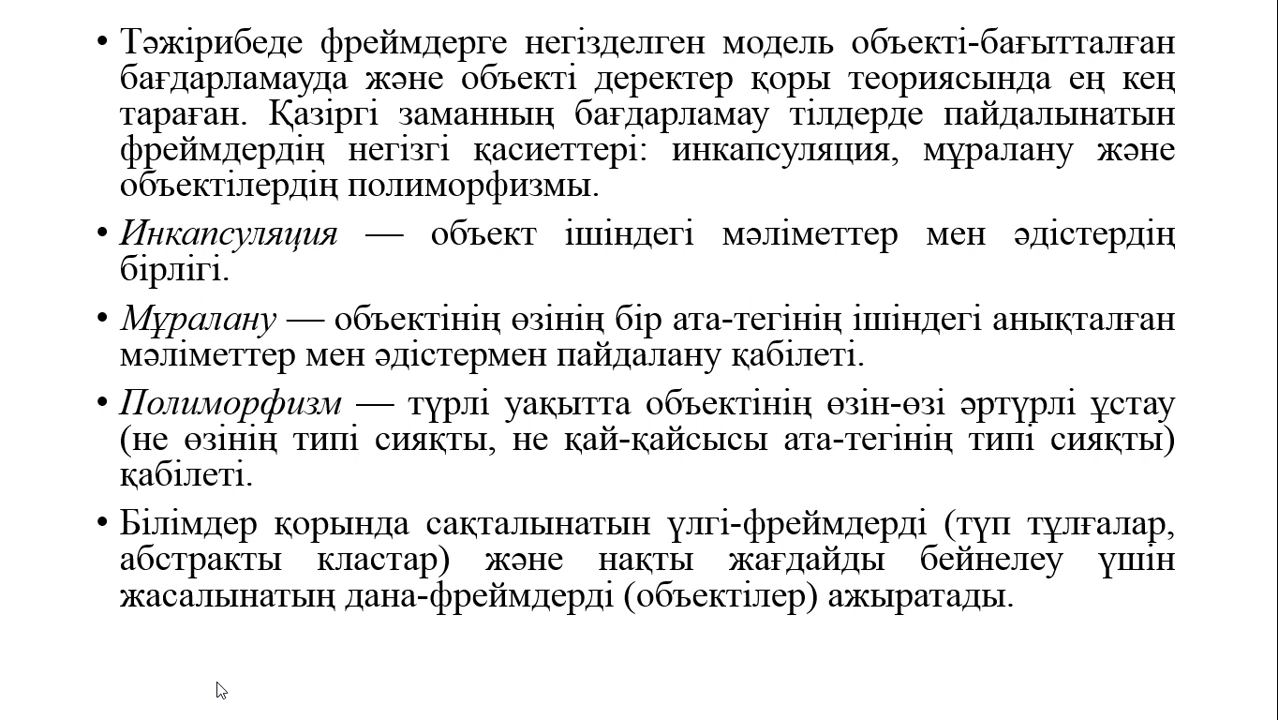 • Тәжірибеде фреймдерге негізделген модель объекті-бағытталған
бағдарламауда және объекті деректер қоры теориясында ең кең
тараған. Қазіргі заманның бағдарламау тілдерде пайдалынатын
фреймдердің негізгі қасиеттері: инкапсуляция, мұралану және
объектілердің полиморфизмы.
• Инкапсуляция — объект ішіндегі мәліметтер мен әдістердің
бірлігі.
• Мұралану — объектінің өзінің бір ата-тегінің ішіндегі анықталған
мәліметтер мен әдістермен пайдалану қабілеті.
• Полиморфизм — түрлі уақытта объектінің өзін-өзі әртүрлі ұстау
(не өзінің типі сияқты, не қай-қайсысы ата-тегінің типі сияқты)
қабілеті.
• Білімдер қорында сақталынатын үлгі-фреймдерді (түп тұлғалар,
абстракты кластар) және нақты жағдайды бейнелеу үшін
жасалынатың дана-фреймдерді (объектілер) ажыратады.